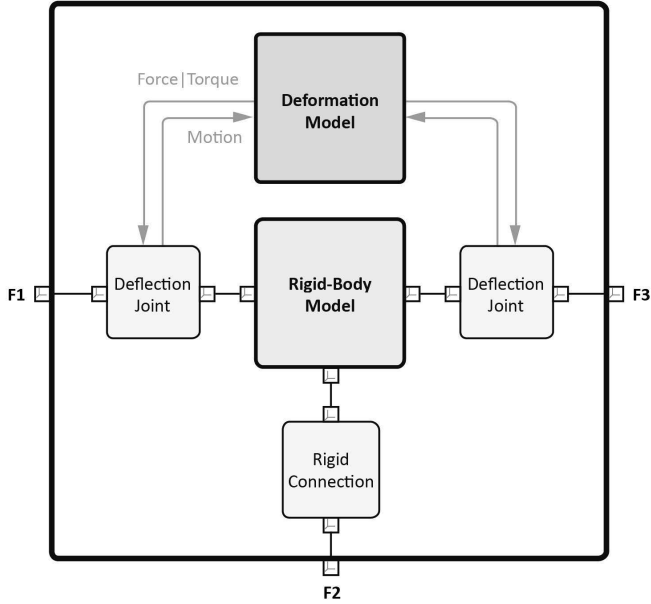 Force|Torque
Deformation
Model
Motion
Deflection
Joint
Rigid-Body
Model
Deflection
Joint
F1
F3
Rigid
Connection
F2